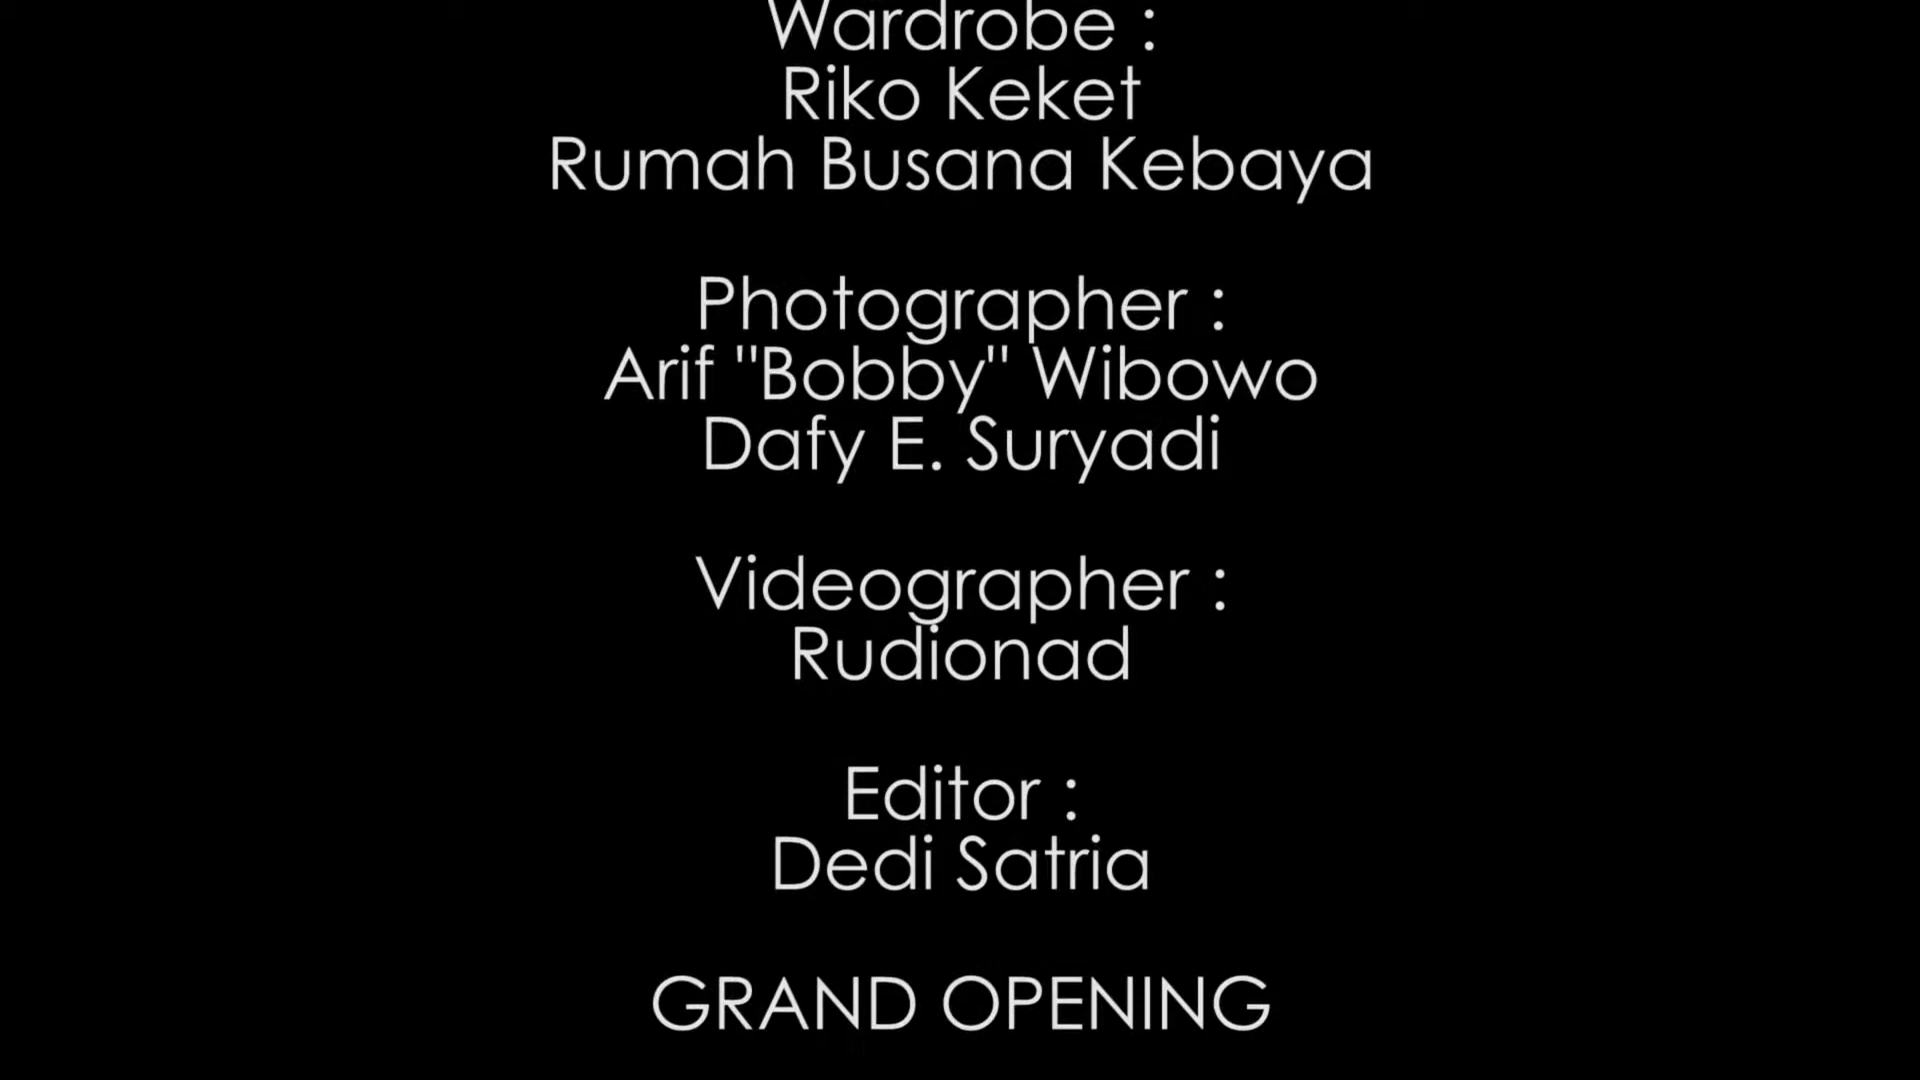 Wardrobe :
Riko Keket
Rumah Busana Kebaya
Photographer :
Arif "Bobby" Wibowo
Dafy E. Suryadi
Videographer :
Rudionad
Editor :
Dedi Satria
GRAND OPENING